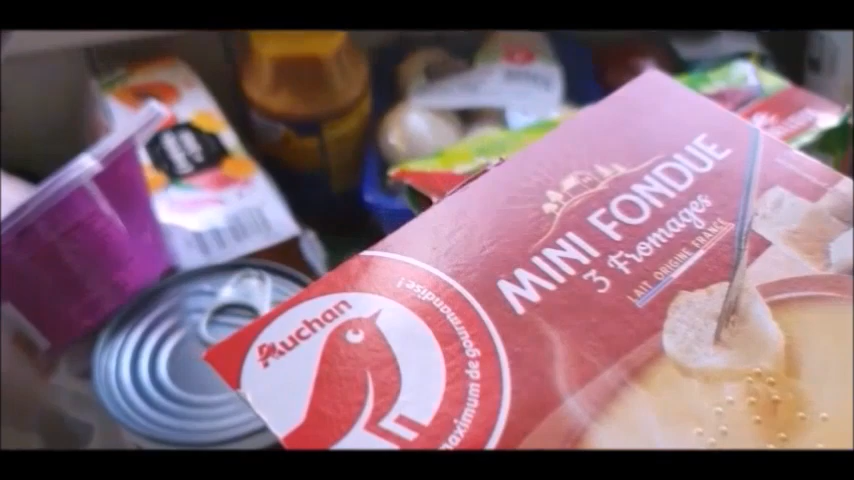 MINI FONDUE
3 Fromages
LAIT ORIGINE FRANCE
Auchan
maximum de gourmandise!